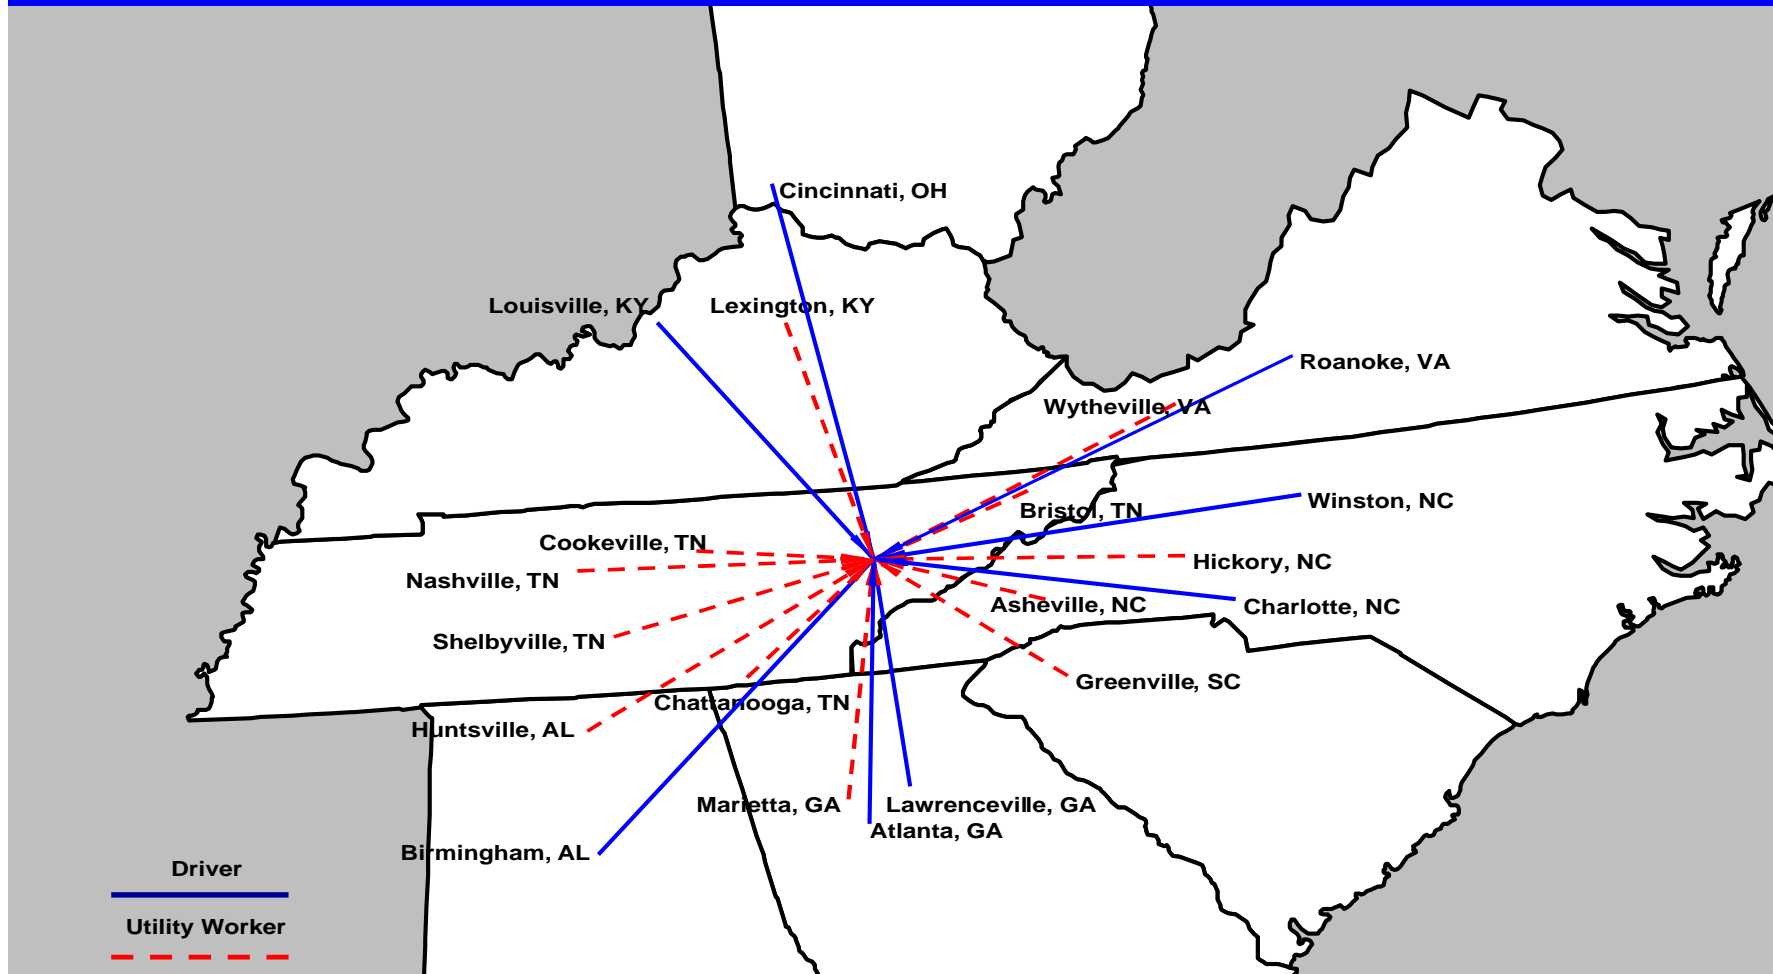 Cincinnati, OH
Louisville, KY
Lexington, KY
Roanoke, VA
Wytheville, VA
Winston, NC
Bristol, TN
Cookeville, TN
Hickory, NC
Nashville, TN
Asheville, NC
Charlotte, NC
Shelbyville, TN
Greenville, SC
Chattanooga, TN
Huntsville, AL
Marietta, GA
Lawrenceville, GA
Atlanta, GA
Birmingham, AL
Driver
Utility Worker